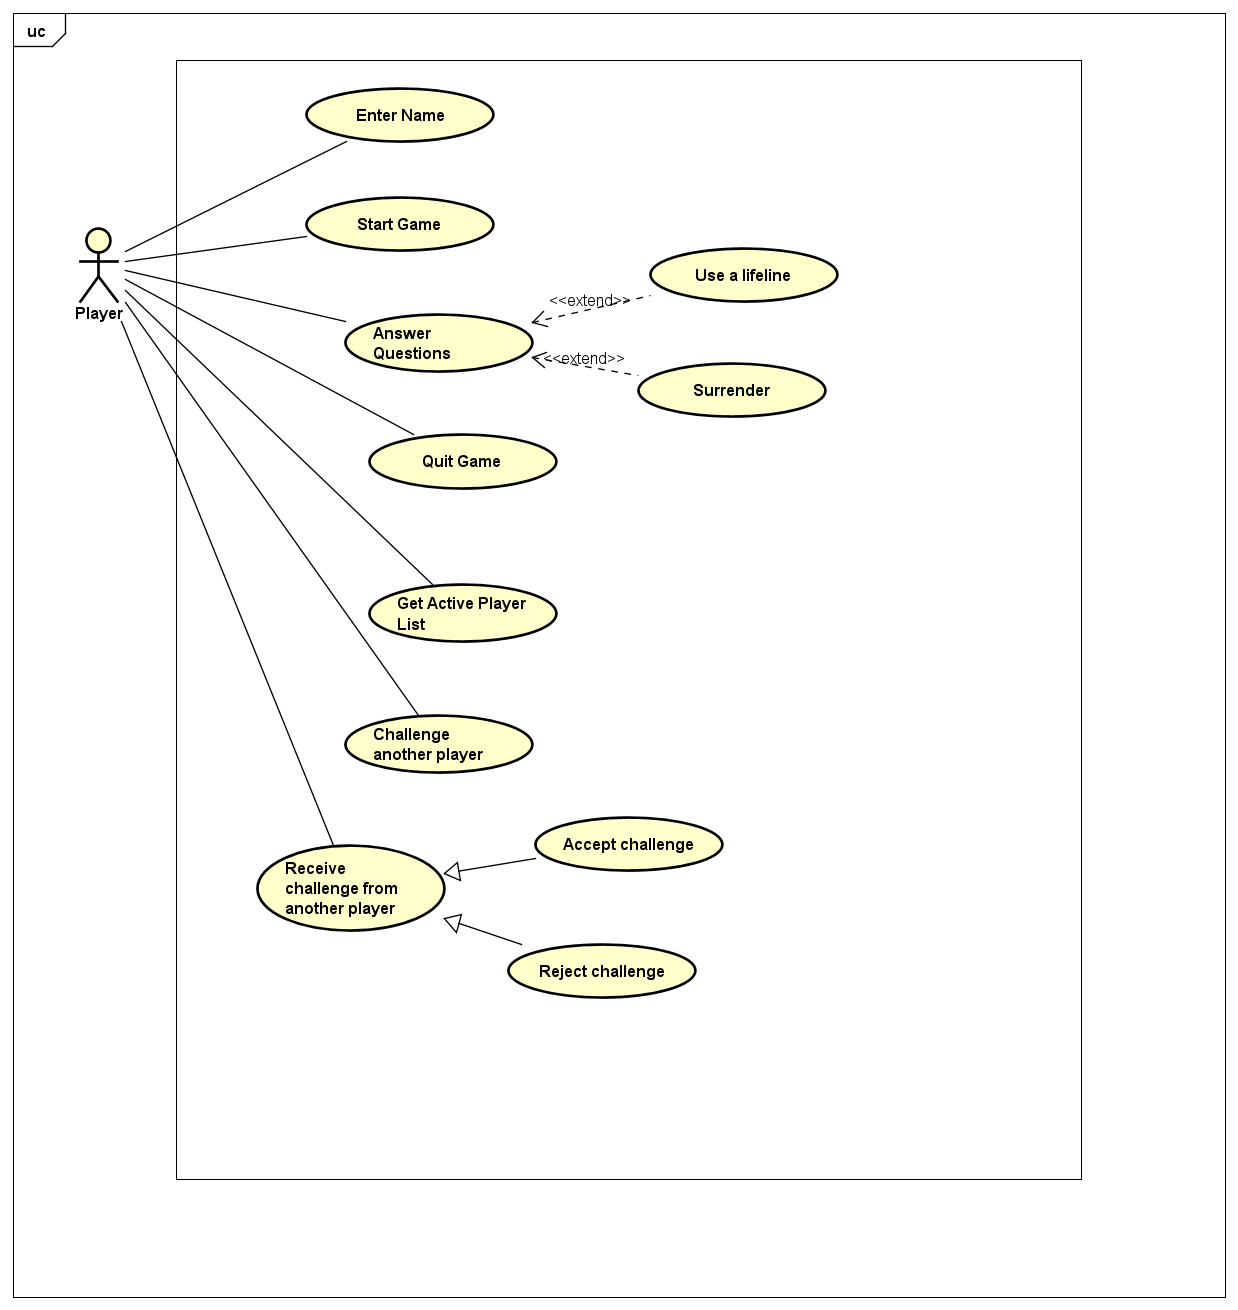 uc
Enter Name
Start Game
Use a lifeline
<<extend>>
Player
Answer
Questions
<<extend>>
Surrender
Quit Game
Get Active Player
List
Challenge
another player
Accept challenge
Receive
challenge from
another player
Reject challenge